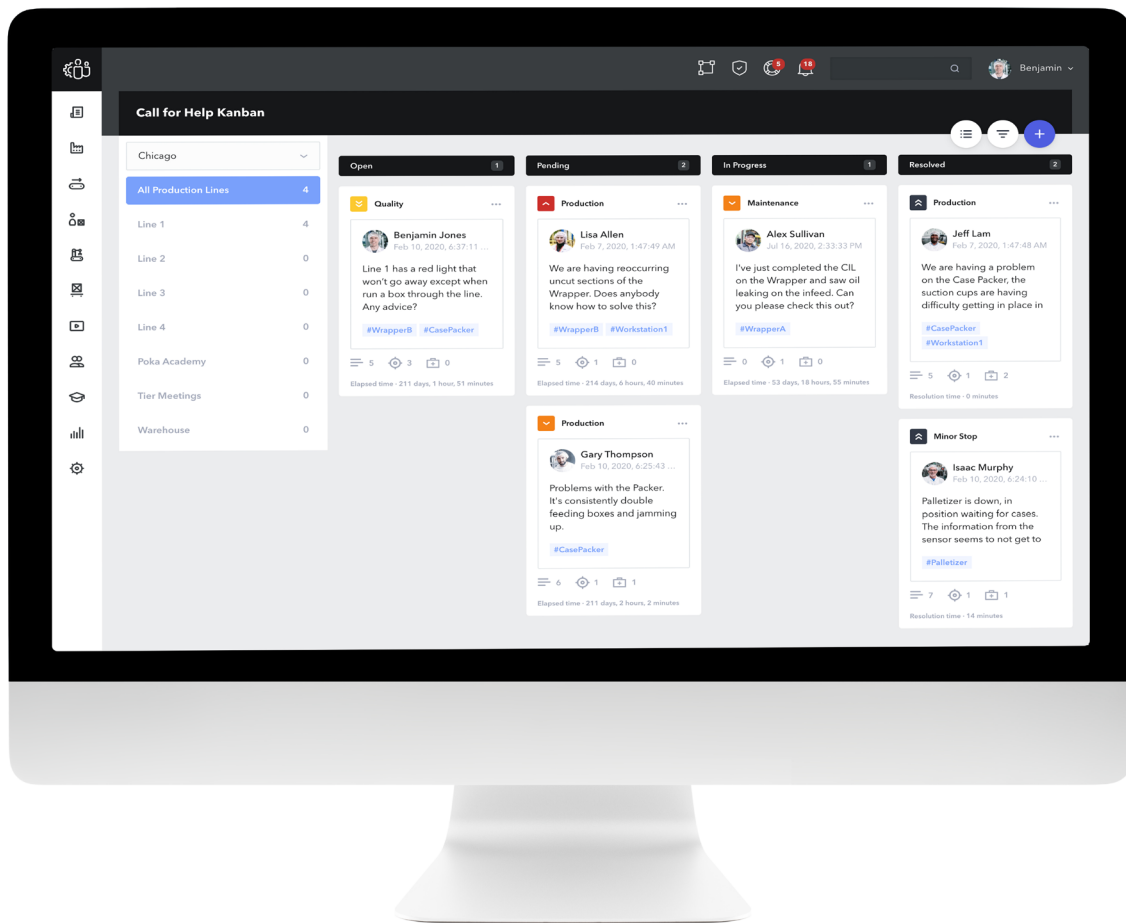 5
18
Benjamin
Call for Help Kanban
Chicago
All Production Lines 4
Line 1 4
Line 2 0
Line 3 0
Line 4 0
Poka Academy 0
Tier Meetings 0
Warehouse 0
Open 1
Quality
Benjamin Jones
Feb 10, 2020, 6:37:11 ...
Line 1 has a red light that
won't go away except when
run a box through the line.
Any advice?
#WrapperB #CasePacker
5 3 0
Elapsed time - 211 days, 1 hour, 51 minutes
Pending 2
Production
Lisa Allen
Feb 7, 2020, 1:47:49 AM
We are having reoccurring
uncut sections of the
Wrapper. Does anybody
know how to solve this?
#WrapperB #Workstation1
5 1 0
Elapsed time - 214 days, 6 hours, 40 minutes
Production
Gary Thompson
Feb 10, 2020, 6:25:43 ...
Problems with the Packer.
It's consistently double
feeding boxes and jamming
up.
#CasePacker
6 1 1
Elapsed time - 211 days, 2 hours, 2 minutes
In Progress 1
Maintenance
Alex Sullivan
Jul 16, 2020, 2:33:33 PM
I've just completed the CIL
on the Wrapper and saw oil
leaking on the infeed. Can
you please check this out?
#WrapperA
0 1 0
Elapsed time - 53 days, 18 hours, 55 minutes
Resolved 2
Production
Jeff Lam
Feb 7, 2020, 1:47:48 AM
We are having a problem
on the Case Packer, the
suction cups are having
difficulty getting in place in
#CasePacker
#Workstation1
5 1 2
Resolution time - 0 minutes
Minor Stop
Isaac Murphy
Feb 10, 2020, 6:24:10 ...
Palletizer is down, in
position waiting for cases.
The information from the
sensor seems to not get to
#Palletizer
7 1 1
Resolution time - 14 minutes